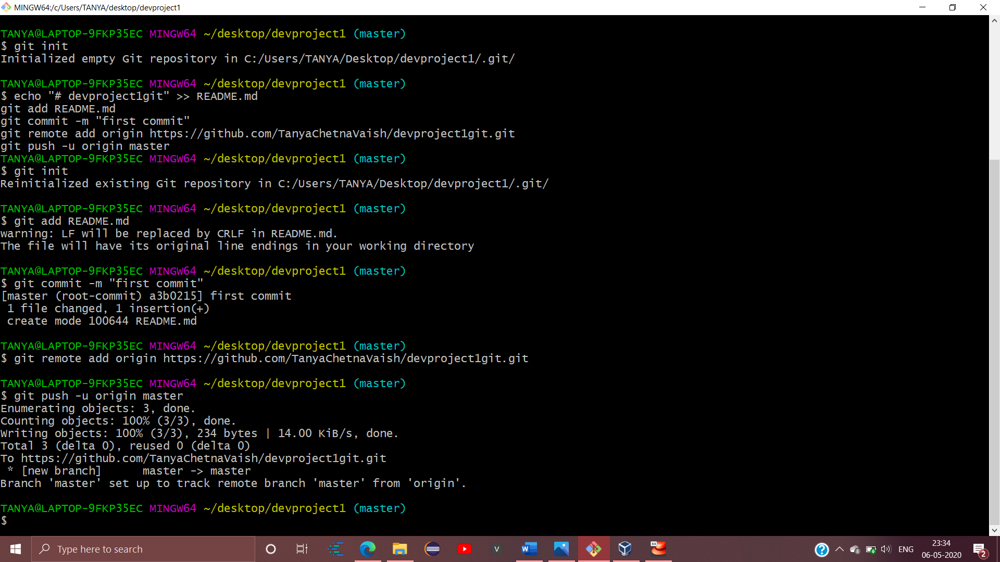 MINGW64:/c/Users/TANYA/desktop/devproject1
TANYA@LAPTOP-9FKP35EC MINGW64 ~/desktop/devproject1 (master)
$ git init
Initialized empty Git repository in C:/Users/TANYA/Desktop/devproject1/.git/
TANYA@LAPTOP-9FKP35EC MINGW64 ~/desktop/devproject1 (master)
$ echo "# devproject1git" >> README.md
git add README.md
git commit -m "first commit"
git remote add origin https://github.com/TanyaChetnaVaish/devproject1git.git
git push -u origin master
TANYA@LAPTOP-9FKP35EC MINGW64 ~/desktop/devproject1 (master)
$ git init
Reinitialized existing Git repository in C:/Users/TANYA/Desktop/devproject1/.git/
TANYA@LAPTOP-9FKP35EC MINGW64 ~/desktop/devproject1 (master)
$ git add README.md
warning: LF will be replaced by CRLF in README.md.
The file will have its original line endings in your working directory
TANYA@LAPTOP-9FKP35EC MINGW64 ~/desktop/devproject1 (master)
$ git commit -m "first commit"
[master (root-commit) a3b0215] first commit
 1 file changed, 1 insertion(+)
 create mode 100644 README.md
TANYA@LAPTOP-9FKP35EC MINGW64 ~/desktop/devproject1 (master)
$ git remote add origin https://github.com/TanyaChetnaVaish/devproject1git.git
TANYA@LAPTOP-9FKP35EC MINGW64 ~/desktop/devproject1 (master)
$ git push -u origin master
Enumerating objects: 3, done.
Counting objects: 100% (3/3), done.
Writing objects: 100% (3/3), 234 bytes | 14.00 KiB/s, done.
Total 3 (delta 0), reused 0 (delta 0)
To https://github.com/TanyaChetnaVaish/devproject1git.git
 * [new branch]      master -> master
Branch 'master' set up to track remote branch 'master' from 'origin'.
TANYA@LAPTOP-9FKP35EC MINGW64 ~/desktop/devproject1 (master)
$
Type here to search
V
W
64
?
ENG
23:34
06-05-2020
2